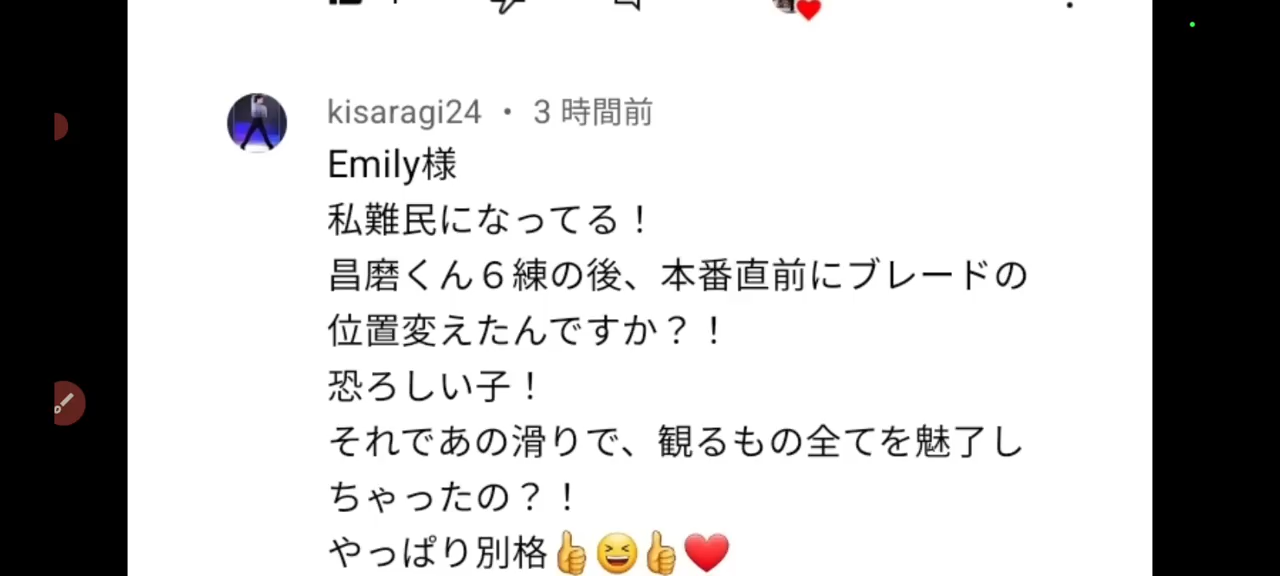 kisaragi24 ・ 3 時間前
Emily様
私難民になってる！
昌磨くん６練の後、本番直前にブレードの
位置変えたんですか？！
恐ろしい子！
それであの滑りで、観るもの全てを魅了し
ちゃったの？！
やっぱり別格👍😆👍❤️